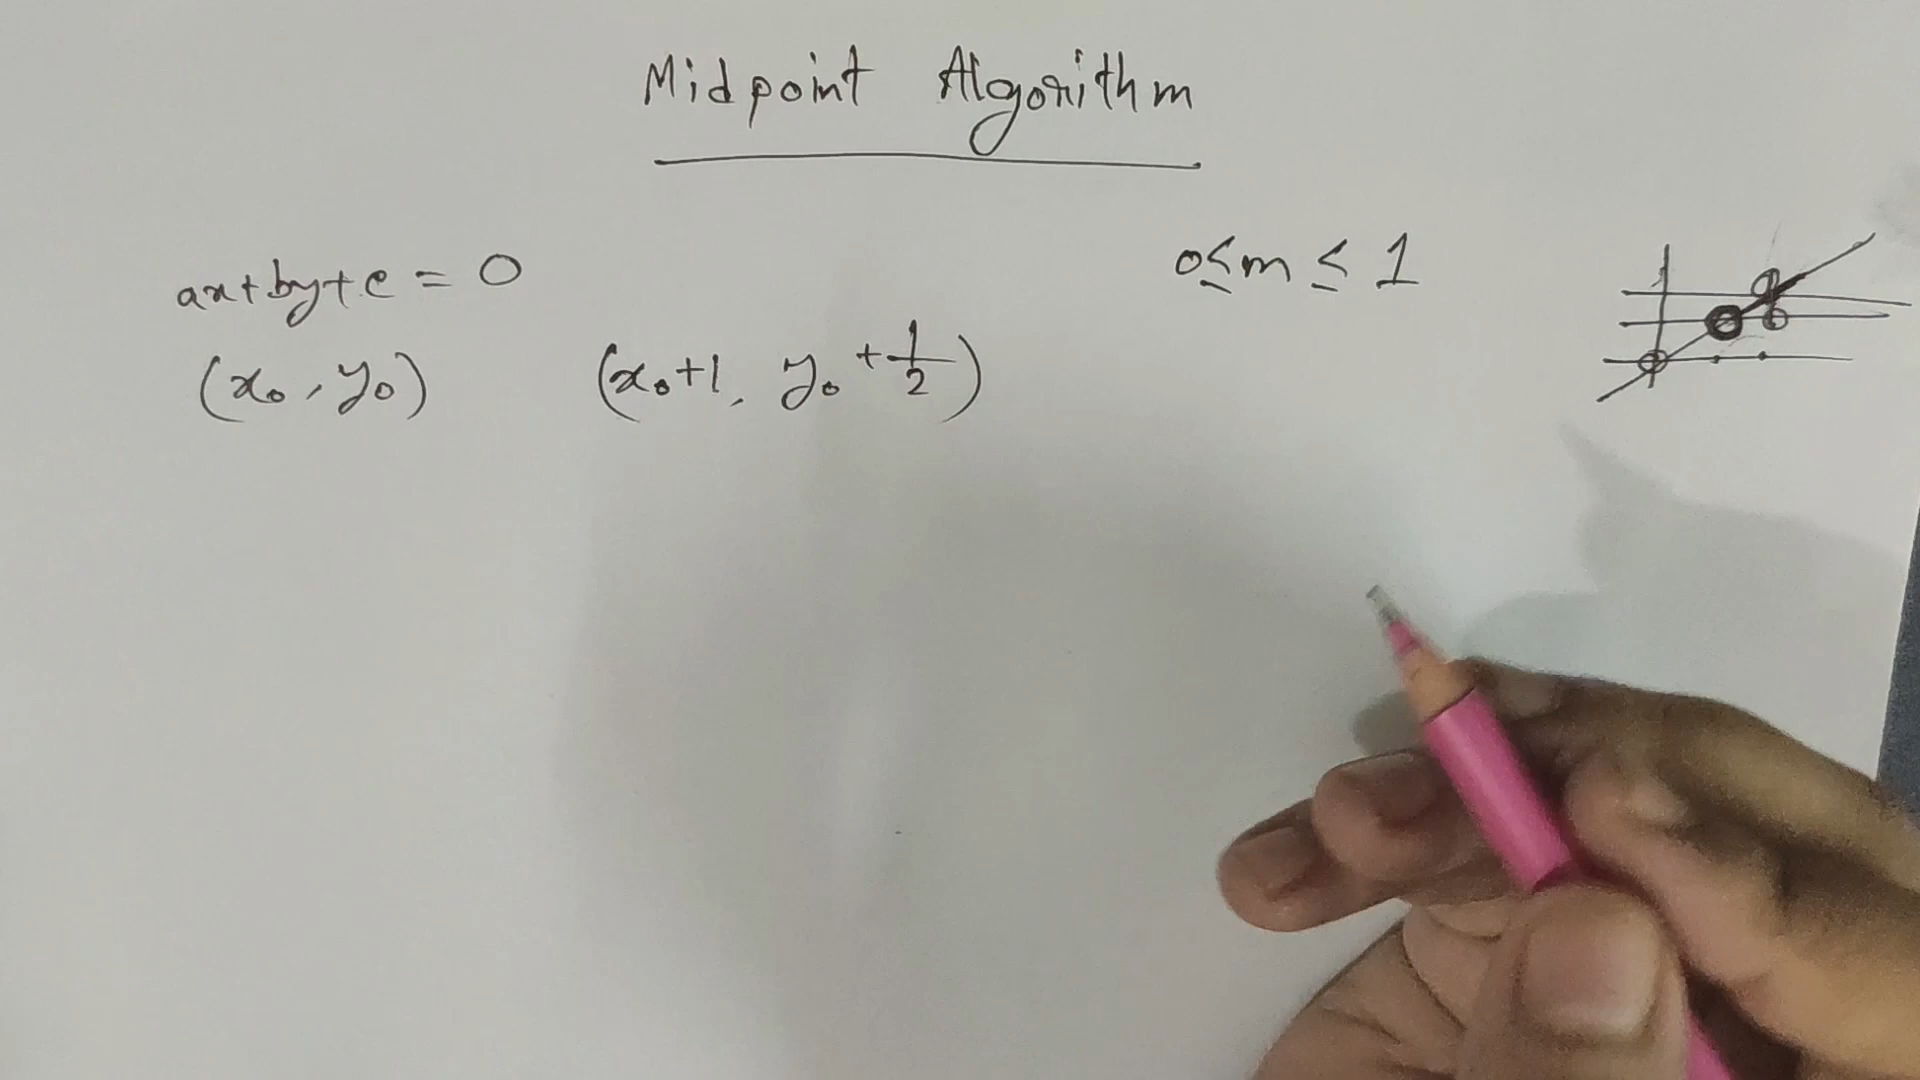 Midpoint Algorithm
ax+by+c = 0
0≤m ≤ 1
(x₀, y₀) (x₀+1, y₀ + 1/2)